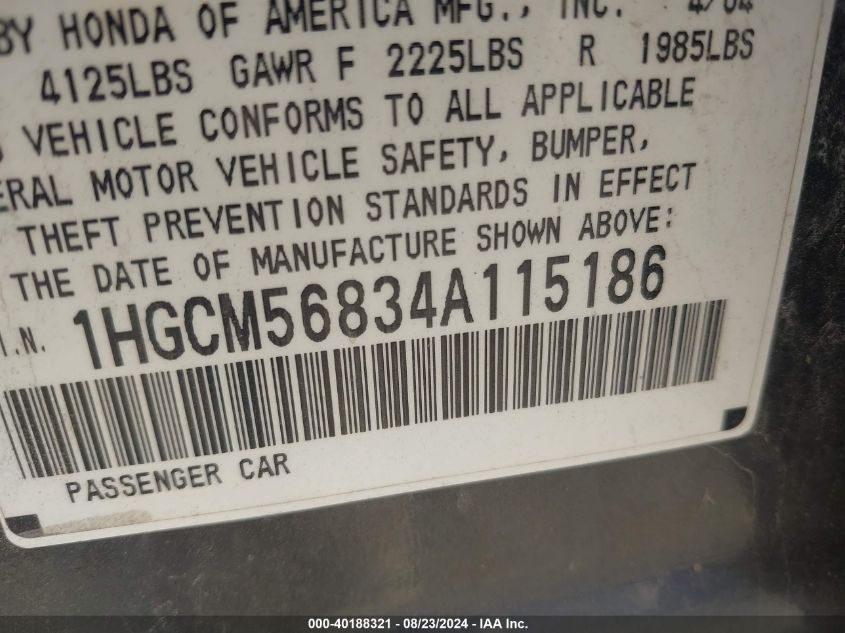 BY HONDA OF AMERICA MFG., INC. 4/04
4125LBS GAWR F 2225LBS R 1985LBS
VEHICLE CONFORMS TO ALL APPLICABLE
ERAL MOTOR VEHICLE SAFETY, BUMPER,
THEFT PREVENTION STANDARDS IN EFFECT
THE DATE OF MANUFACTURE SHOWN ABOVE:
I.N. 1HGCM56834A115186
PASSENGER CAR
000-40188321 - 08/23/2024 - IAA Inc.